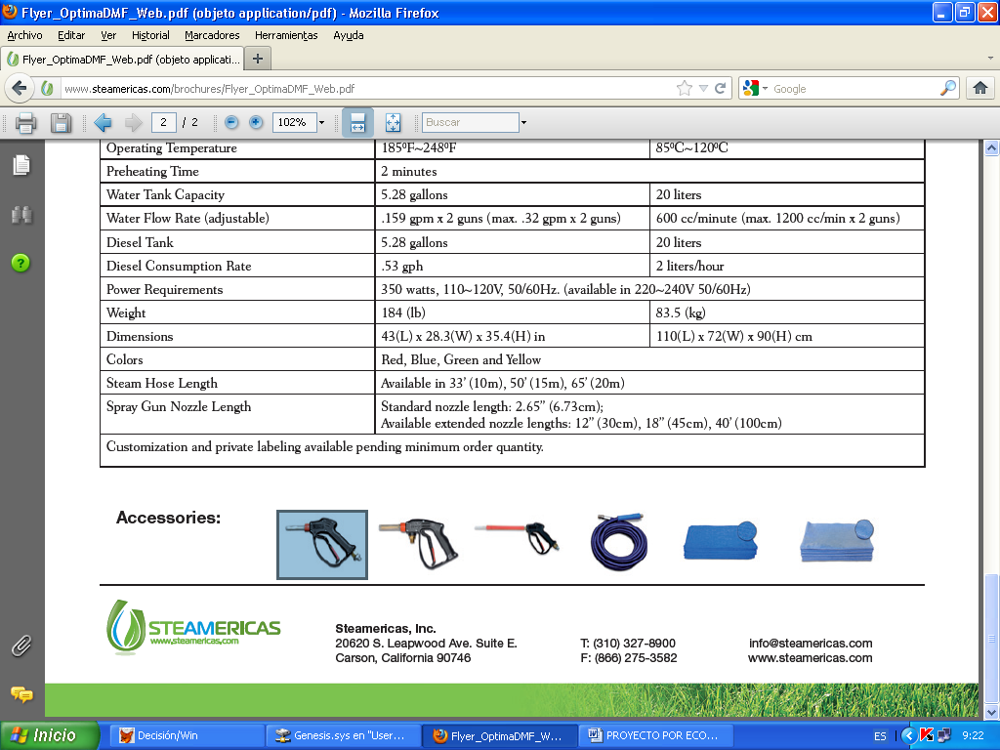 Flyer_OptimaDMF_Web.pdf (objeto application/pdf) - Mozilla Firefox
Archivo Editar Ver Historial Marcadores Herramientas Ayuda
Flyer_OptimaDMF_Web.pdf (objeto applicati...
www.steamericas.com/brochures/Flyer_OptimaDMF_Web.pdf
Google
2 / 2 102% Buscar
Operating Temperature 185ºF~248ºF 85ºC~120ºC
Preheating Time 2 minutes
Water Tank Capacity 5.28 gallons 20 liters
Water Flow Rate (adjustable) .159 gpm x 2 guns (max. .32 gpm x 2 guns) 600 cc/minute (max. 1200 cc/min x 2 guns)
Diesel Tank 5.28 gallons 20 liters
Diesel Consumption Rate .53 gph 2 liters/hour
Power Requirements 350 watts, 110~120V, 50/60Hz. (available in 220~240V 50/60Hz)
Weight 184 (lb) 83.5 (kg)
Dimensions 43(L) x 28.3(W) x 35.4(H) in 110(L) x 72(W) x 90(H) cm
Colors Red, Blue, Green and Yellow
Steam Hose Length Available in 33’ (10m), 50’ (15m), 65’ (20m)
Spray Gun Nozzle Length Standard nozzle length: 2.65” (6.73cm);
Available extended nozzle lengths: 12” (30cm), 18” (45cm), 40’ (100cm)
Customization and private labeling available pending minimum order quantity.
Accessories:
STEAMERICAS
www.steamericas.com
Steamericas, Inc.
20620 S. Leapwood Ave. Suite E. T: (310) 327-8900 info@steamericas.com
Carson, California 90746 F: (866) 275-3582 www.steamericas.com
Inicio Decisión/Win Genesis.sys en "User... Flyer_OptimaDMF_W... PROYECTO POR ECO... ES 9:22